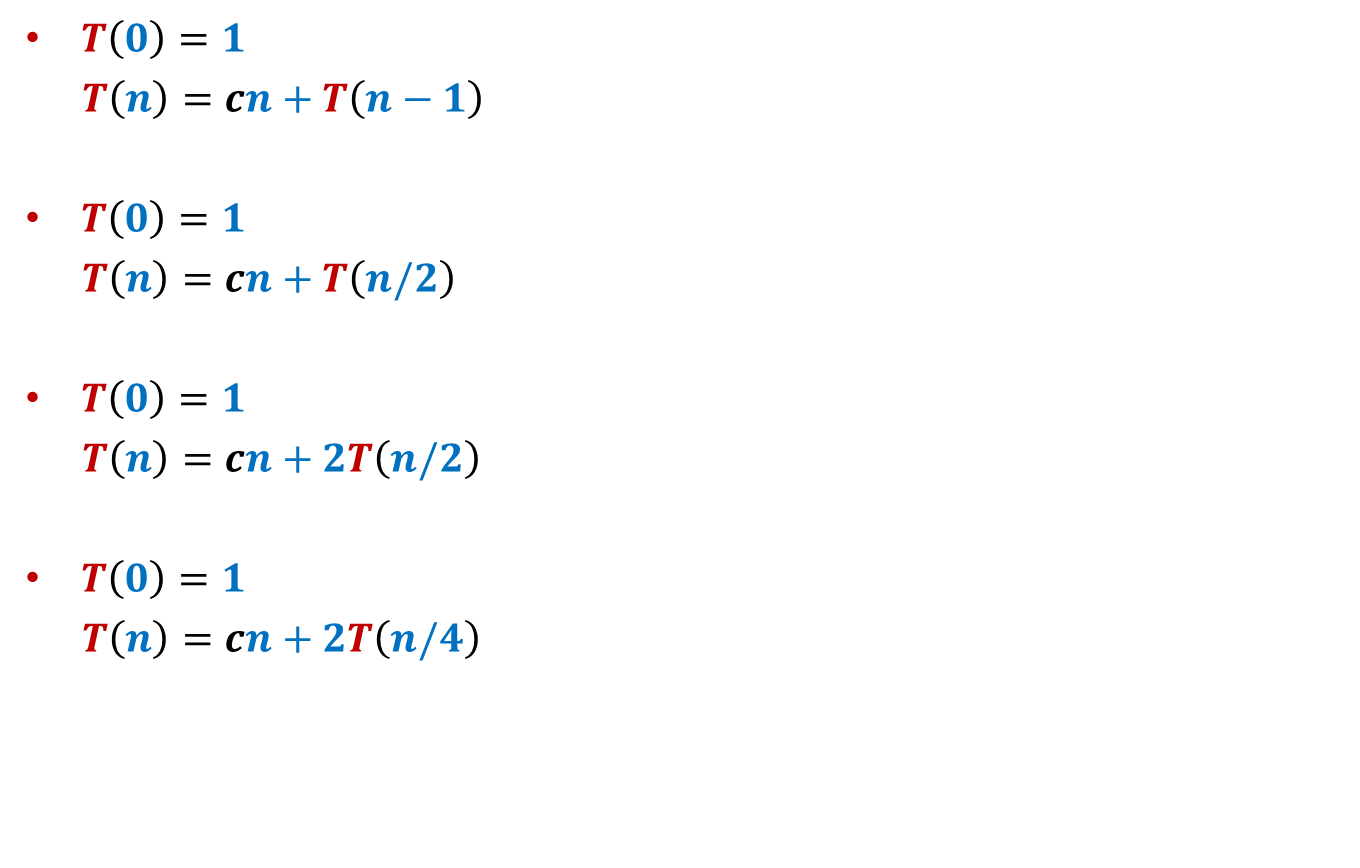 • T(0) = 1
T(n) = cn + T(n − 1)
• T(0) = 1
T(n) = cn + T(n/2)
• T(0) = 1
T(n) = cn + 2T(n/2)
• T(0) = 1
T(n) = cn + 2T(n/4)